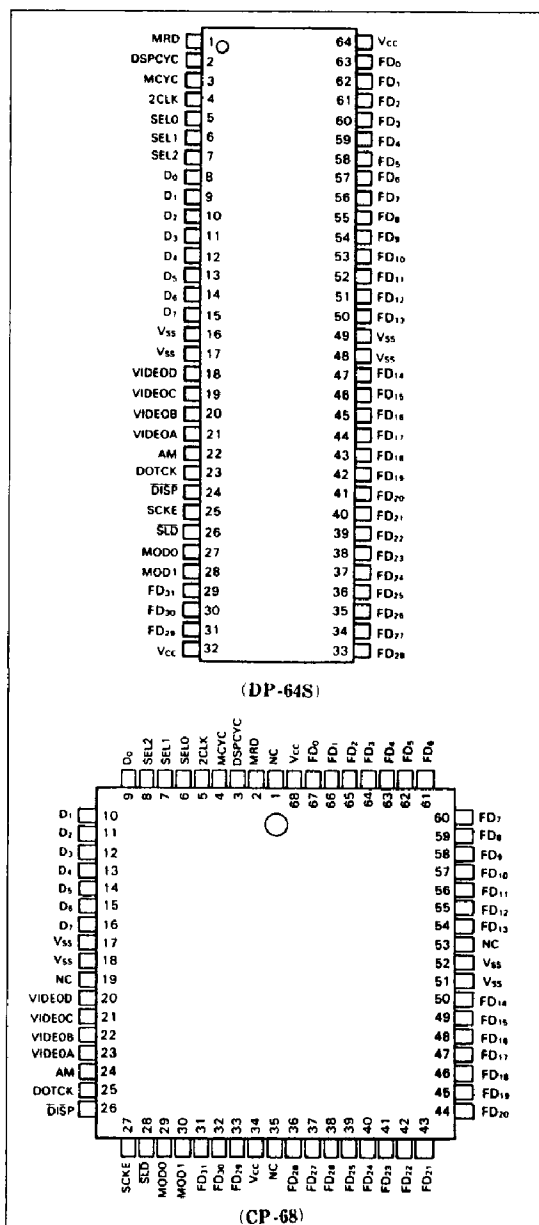 MRD 1 64 Vcc
DSPCYC 2 63 FD0
MCYC 3 62 FD1
2CLK 4 61 FD2
SEL0 5 60 FD3
SEL1 6 59 FD4
SEL2 7 58 FD5
D0 8 57 FD6
D1 9 56 FD7
D2 10 55 FD8
D3 11 54 FD9
D4 12 53 FD10
D5 13 52 FD11
D6 14 51 FD12
D7 15 50 FD13
Vss 16 49 Vss
Vss 17 48 Vss
VIDEOD 18 47 FD14
VIDEOC 19 46 FD15
VIDEOB 20 45 FD16
VIDEOA 21 44 FD17
AM 22 43 FD18
DOTCK 23 42 FD19
DISP 24 41 FD20
SCKE 25 40 FD21
SLD 26 39 FD22
MOD0 27 38 FD23
MOD1 28 37 FD24
FD31 29 36 FD25
FD30 30 35 FD26
FD29 31 34 FD27
Vcc 32 33 FD28
(DP-64S)
D0 SEL2 SEL1 SEL0 2CLK MCYC DSPCYC MRD NC Vcc FD0 FD1 FD2 FD3 FD4 FD5 FD6
9 8 7 6 5 4 3 2 1 68 67 66 65 64 63 62 61
D1 10 60 FD7
D2 11 59 FD8
D3 12 58 FD9
D4 13 57 FD10
D5 14 56 FD11
D6 15 55 FD12
D7 16 54 FD13
Vss 17 53 NC
Vss 18 52 Vss
NC 19 51 Vss
VIDEOD 20 50 FD14
VIDEOC 21 49 FD15
VIDEOB 22 48 FD16
VIDEOA 23 47 FD17
AM 24 46 FD18
DOTCK 25 45 FD19
DISP 26 44 FD20
27 28 29 30 31 32 33 34 35 36 37 38 39 40 41 42 43
SCKE SLD MOD0 MOD1 FD31 FD30 FD29 Vcc NC FD28 FD27 FD26 FD25 FD24 FD23 FD22 FD21
(CP-68)